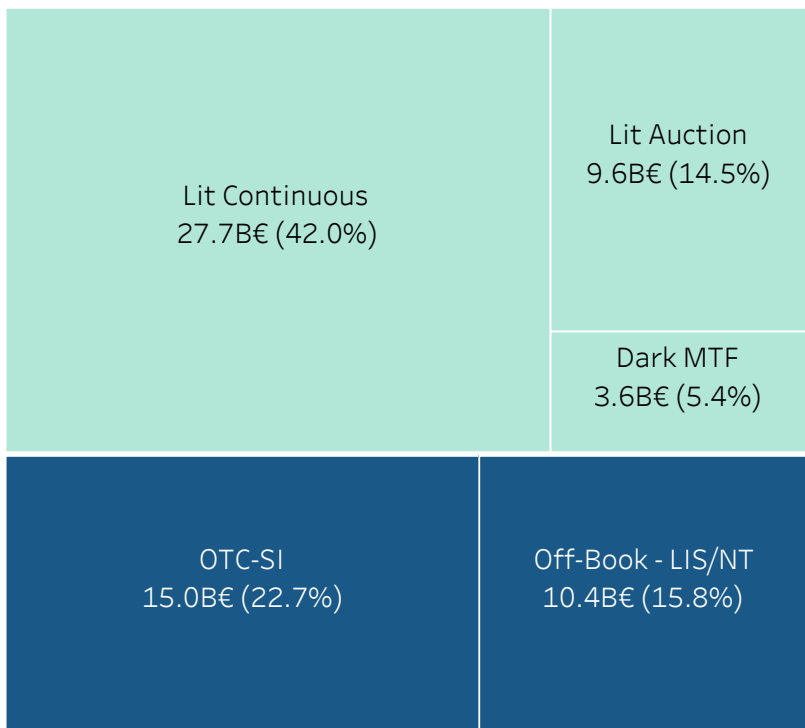 Lit Continuous
27.7B€ (42.0%)
Lit Auction
9.6B€ (14.5%)
Dark MTF
3.6B€ (5.4%)
OTC-SI
15.0B€ (22.7%)
Off-Book - LIS/NT
10.4B€ (15.8%)